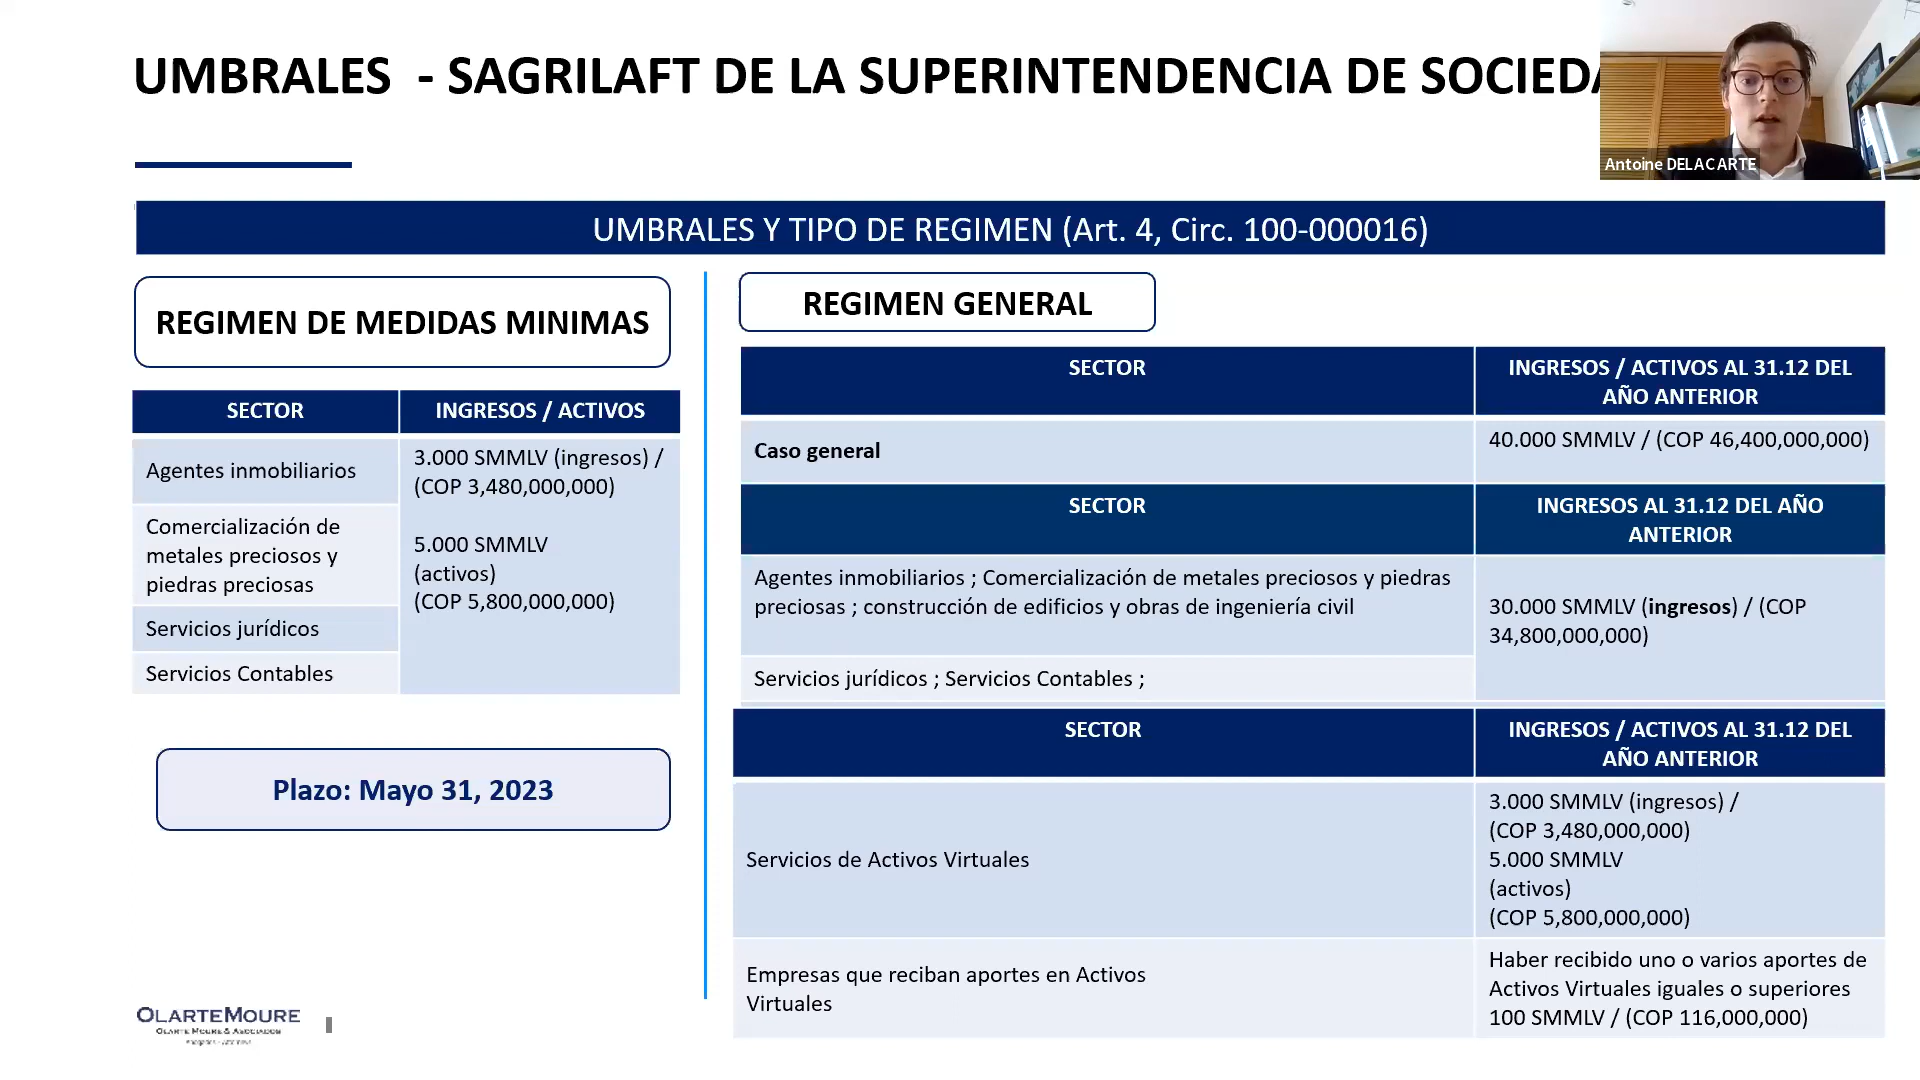 UMBRALES - SAGRILAFT DE LA SUPERINTENDENCIA DE SOCIEDA
Antoine DELACARTE
UMBRALES Y TIPO DE REGIMEN (Art. 4, Circ. 100-000016)
REGIMEN DE MEDIDAS MINIMAS
SECTOR
INGRESOS / ACTIVOS
Agentes inmobiliarios
Comercialización de
metales preciosos y
piedras preciosas
Servicios jurídicos
Servicios Contables
3.000 SMMLV (ingresos) /
(COP 3,480,000,000)
5.000 SMMLV
(activos)
(COP 5,800,000,000)
Plazo: Mayo 31, 2023
REGIMEN GENERAL
SECTOR
INGRESOS / ACTIVOS AL 31.12 DEL
AÑO ANTERIOR
Caso general
40.000 SMMLV / (COP 46,400,000,000)
SECTOR
INGRESOS AL 31.12 DEL AÑO
ANTERIOR
Agentes inmobiliarios ; Comercialización de metales preciosos y piedras
preciosas ; construcción de edificios y obras de ingeniería civil
30.000 SMMLV (ingresos) / (COP
34,800,000,000)
Servicios jurídicos ; Servicios Contables ;
SECTOR
INGRESOS / ACTIVOS AL 31.12 DEL
AÑO ANTERIOR
Servicios de Activos Virtuales
3.000 SMMLV (ingresos) /
(COP 3,480,000,000)
5.000 SMMLV
(activos)
(COP 5,800,000,000)
Empresas que reciban aportes en Activos
Virtuales
Haber recibido uno o varios aportes de
Activos Virtuales iguales o superiores
100 SMMLV / (COP 116,000,000)
OLARTEMOURE
OLARTE MOURE & ASOCIADOS